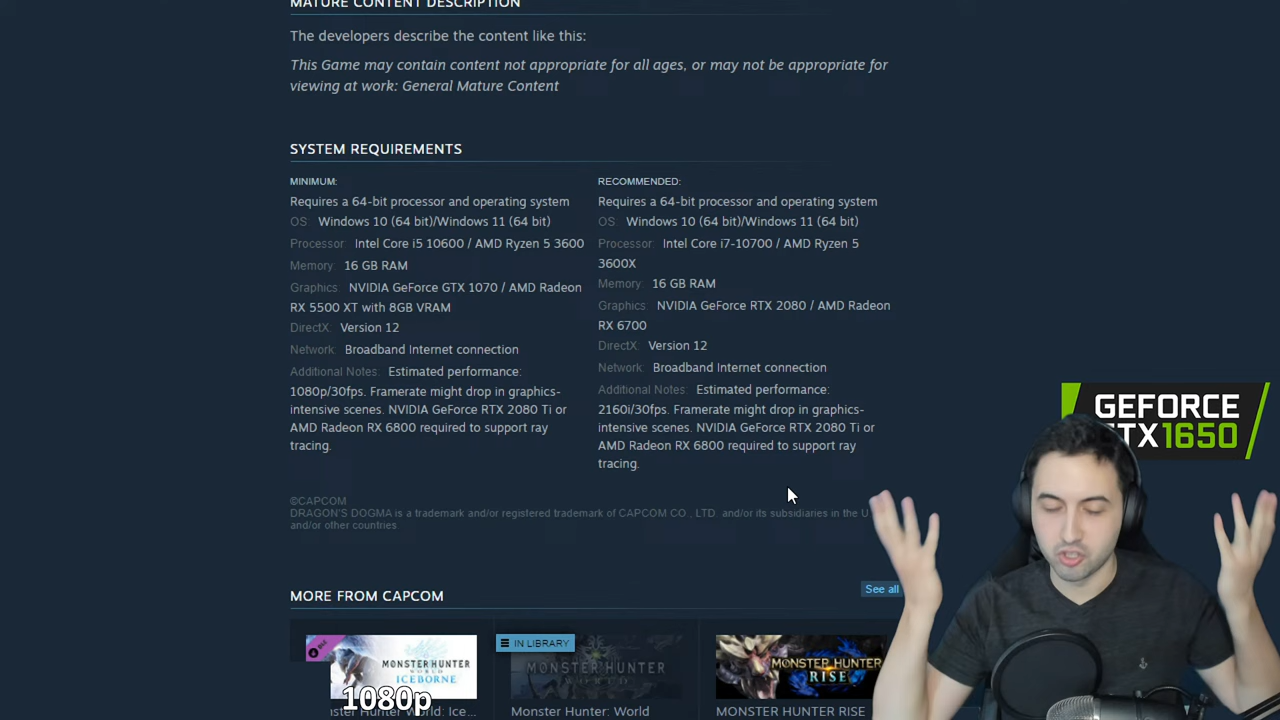 MATURE CONTENT DESCRIPTION
The developers describe the content like this:
This Game may contain content not appropriate for all ages, or may not be appropriate for
viewing at work: General Mature Content
SYSTEM REQUIREMENTS
MINIMUM:
Requires a 64-bit processor and operating system
OS: Windows 10 (64 bit)/Windows 11 (64 bit)
Processor: Intel Core i5 10600 / AMD Ryzen 5 3600
Memory: 16 GB RAM
Graphics: NVIDIA GeForce GTX 1070 / AMD Radeon
RX 5500 XT with 8GB VRAM
DirectX: Version 12
Network: Broadband Internet connection
Additional Notes: Estimated performance:
1080p/30fps. Framerate might drop in graphics-
intensive scenes. NVIDIA GeForce RTX 2080 Ti or
AMD Radeon RX 6800 required to support ray
tracing.
RECOMMENDED:
Requires a 64-bit processor and operating system
OS: Windows 10 (64 bit)/Windows 11 (64 bit)
Processor: Intel Core i7-10700 / AMD Ryzen 5
3600X
Memory: 16 GB RAM
Graphics: NVIDIA GeForce RTX 2080 / AMD Radeon
RX 6700
DirectX: Version 12
Network: Broadband Internet connection
Additional Notes: Estimated performance:
2160i/30fps. Framerate might drop in graphics-
intensive scenes. NVIDIA GeForce RTX 2080 Ti or
AMD Radeon RX 6800 required to support ray
tracing.
GEFORCE
TX1650
©CAPCOM
DRAGON'S DOGMA is a trademark and/or registered trademark of CAPCOM CO., LTD. and/or its subsidiaries in the U
and/or other countries
MORE FROM CAPCOM
See all
MONSTER HUNTER
WORLD
ICEBORNE
IN LIBRARY
MONSTER HUNTER
WORLD
MONSTER HUNTER
RISE
1080p
ster Hunter World: Ice...
Monster Hunter: World
MONSTER HUNTER RISE